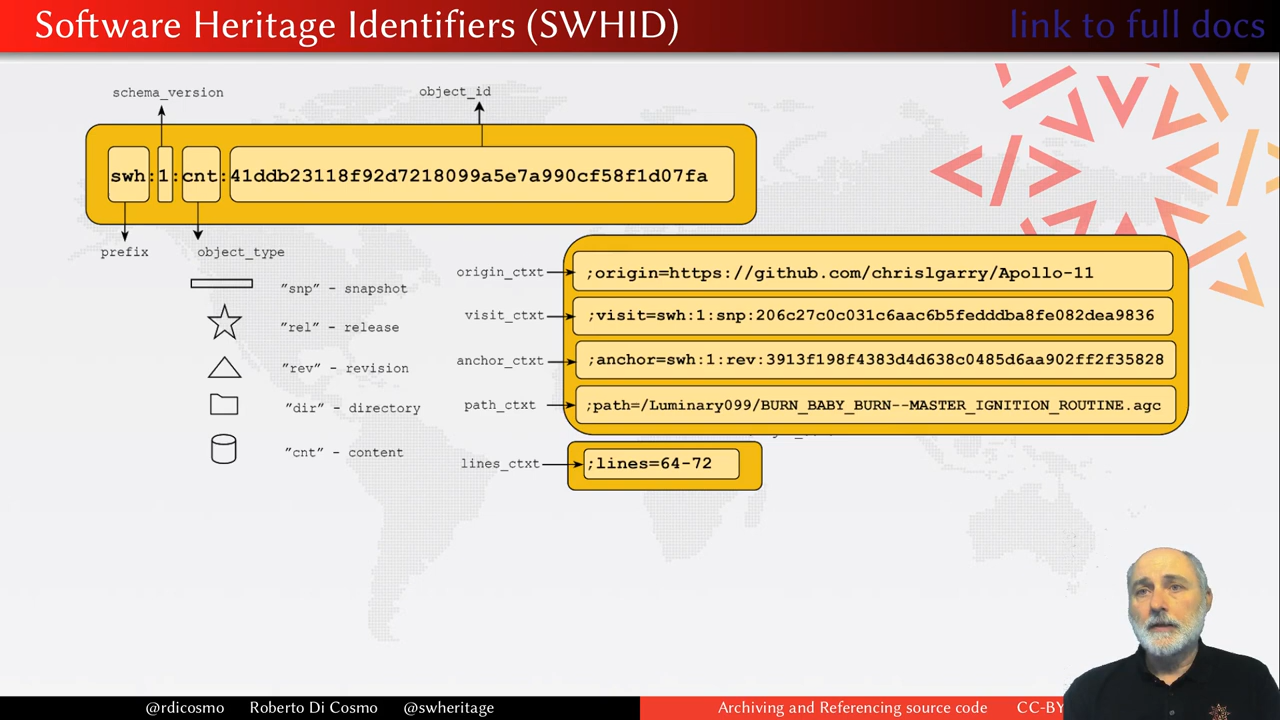 Software Heritage Identifiers (SWHID)
link to full docs
schema_version
object_id
swh:1:cnt:41ddb23118f92d7218099a5e7a990cf58f1d07fa
prefix
object_type
"snp" - snapshot
"rel" - release
"rev" - revision
"dir" - directory
"cnt" - content
origin_ctxt
;origin=https://github.com/chrislgarry/Apollo-11
visit_ctxt
;visit=swh:1:snp:206c27c0c031c6aac6b5fedddba8fe082dea9836
anchor_ctxt
;anchor=swh:1:rev:3913f198f4383d4d638c0485d6aa902ff2f35828
path_ctxt
;path=/Luminary099/BURN_BABY_BURN--MASTER_IGNITION_ROUTINE.agc
lines_ctxt
;lines=64-72
@rdicosmo Roberto Di Cosmo @swheritage
Archiving and Referencing source code CC-BY